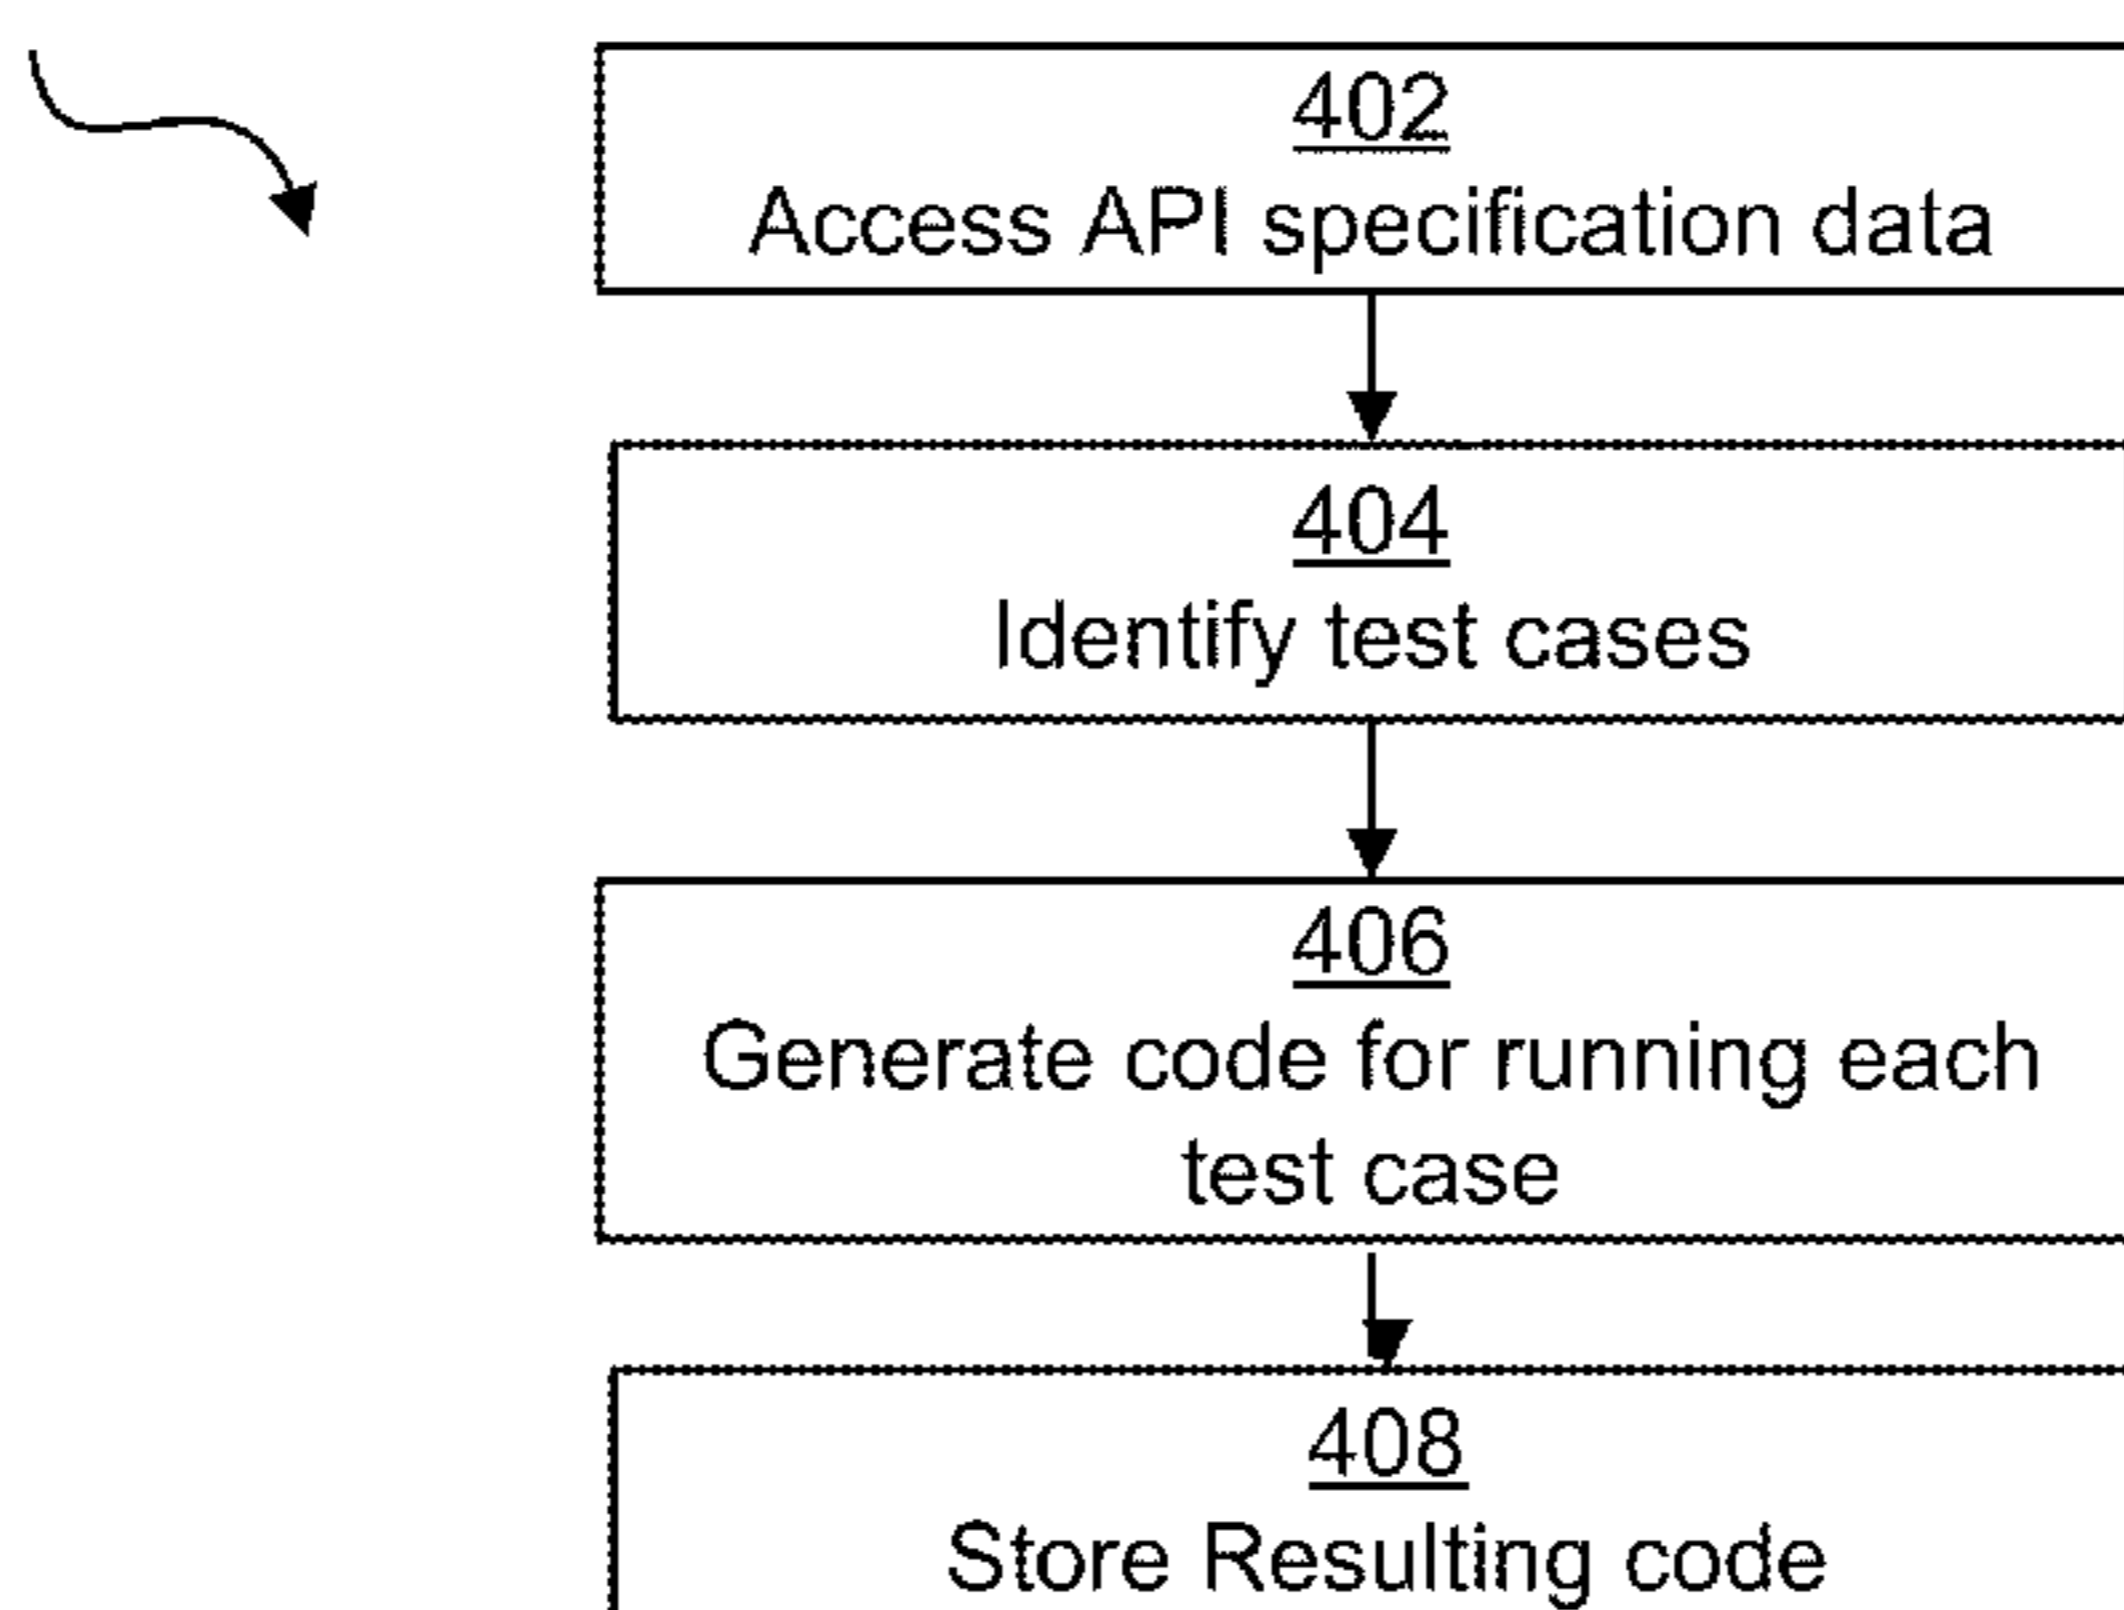 402
Access API specification data
404
Identify test cases
406
Generate code for running each
test case
408
Store Resulting code